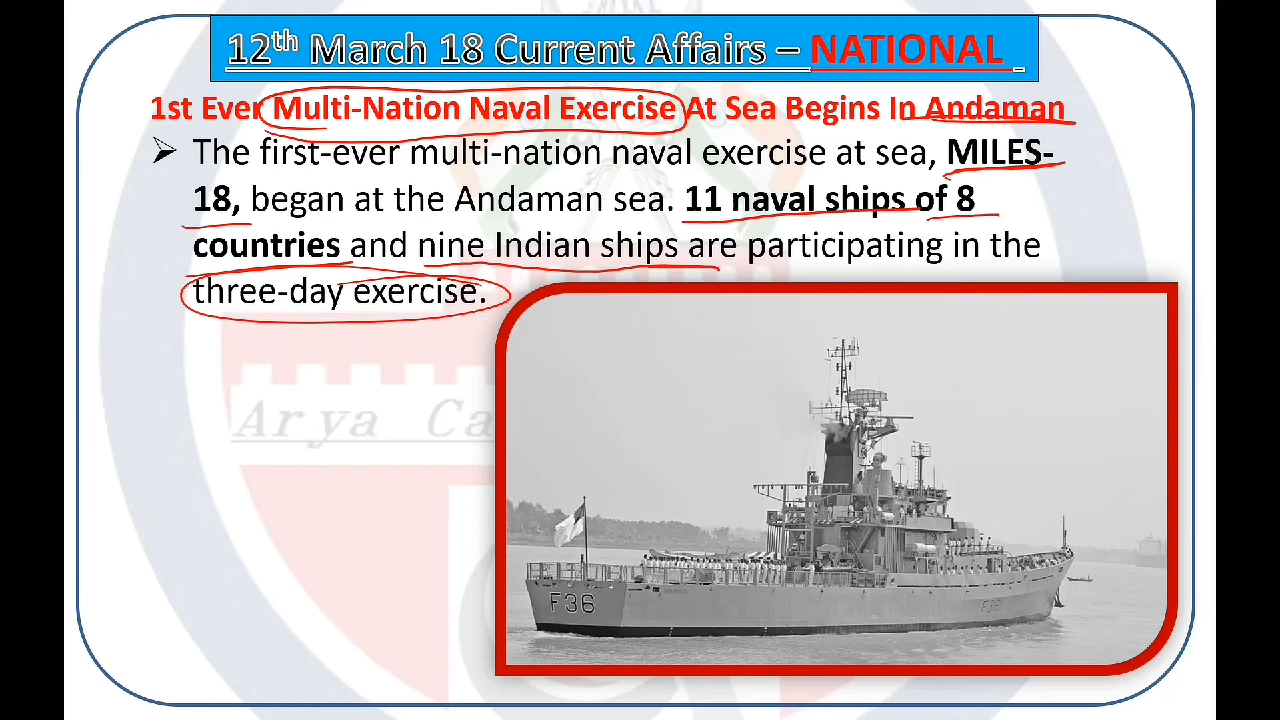 12th March 18 Current Affairs – NATIONAL
1st Ever Multi-Nation Naval Exercise At Sea Begins In Andaman
➢ The first-ever multi-nation naval exercise at sea, MILES-
18, began at the Andaman sea. 11 naval ships of 8
countries and nine Indian ships are participating in the
three-day exercise.
Arya Ca
F36
F36